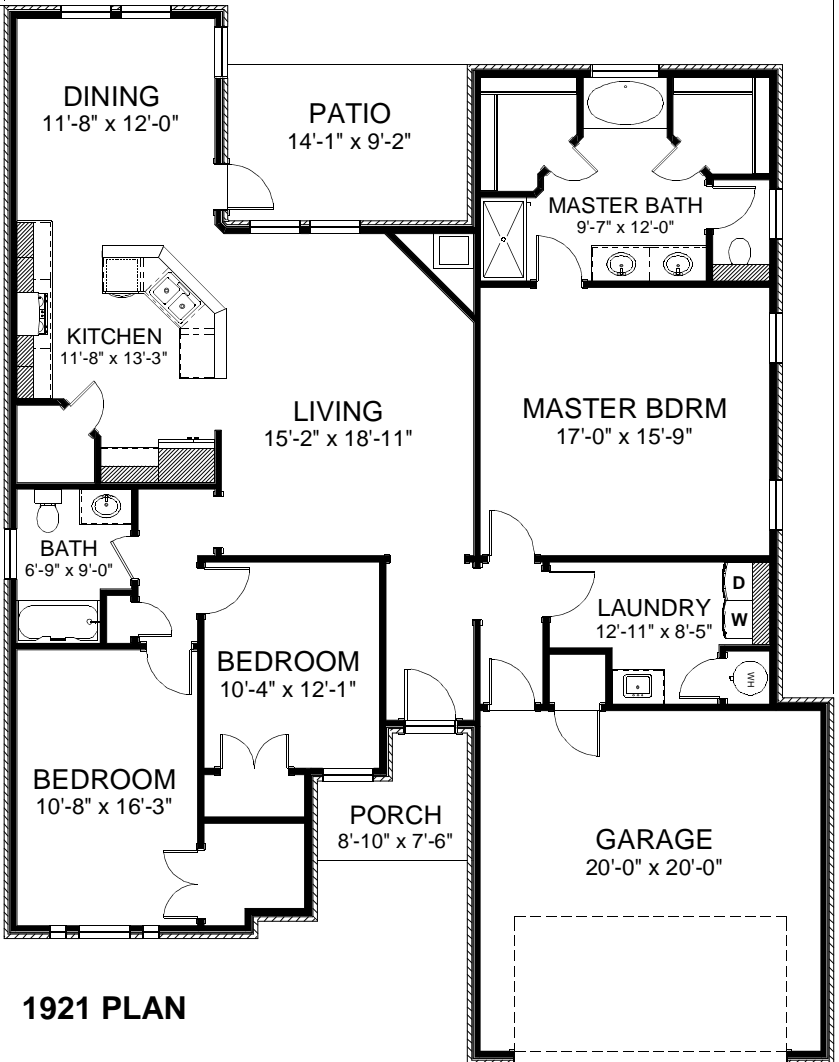 DINING
11'-8" x 12'-0"
PATIO
14'-1" x 9'-2"
MASTER BATH
9'-7" x 12'-0"
KITCHEN
11'-8" x 13'-3"
LIVING
15'-2" x 18'-11"
MASTER BDRM
17'-0" x 15'-9"
BATH
6'-9" x 9'-0"
LAUNDRY
12'-11" x 8'-5"
D
W
WH
BEDROOM
10'-4" x 12'-1"
BEDROOM
10'-8" x 16'-3"
PORCH
8'-10" x 7'-6"
GARAGE
20'-0" x 20'-0"
1921 PLAN